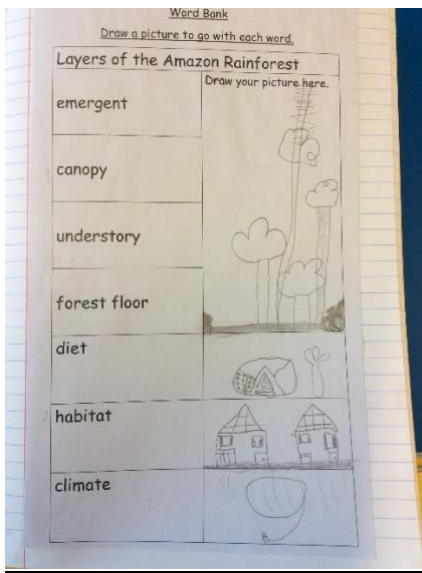 Word Bank
Draw a picture to go with each word.
Layers of the Amazon Rainforest
Draw your picture here.
emergent
canopy
understory
forest floor
diet
habitat
climate